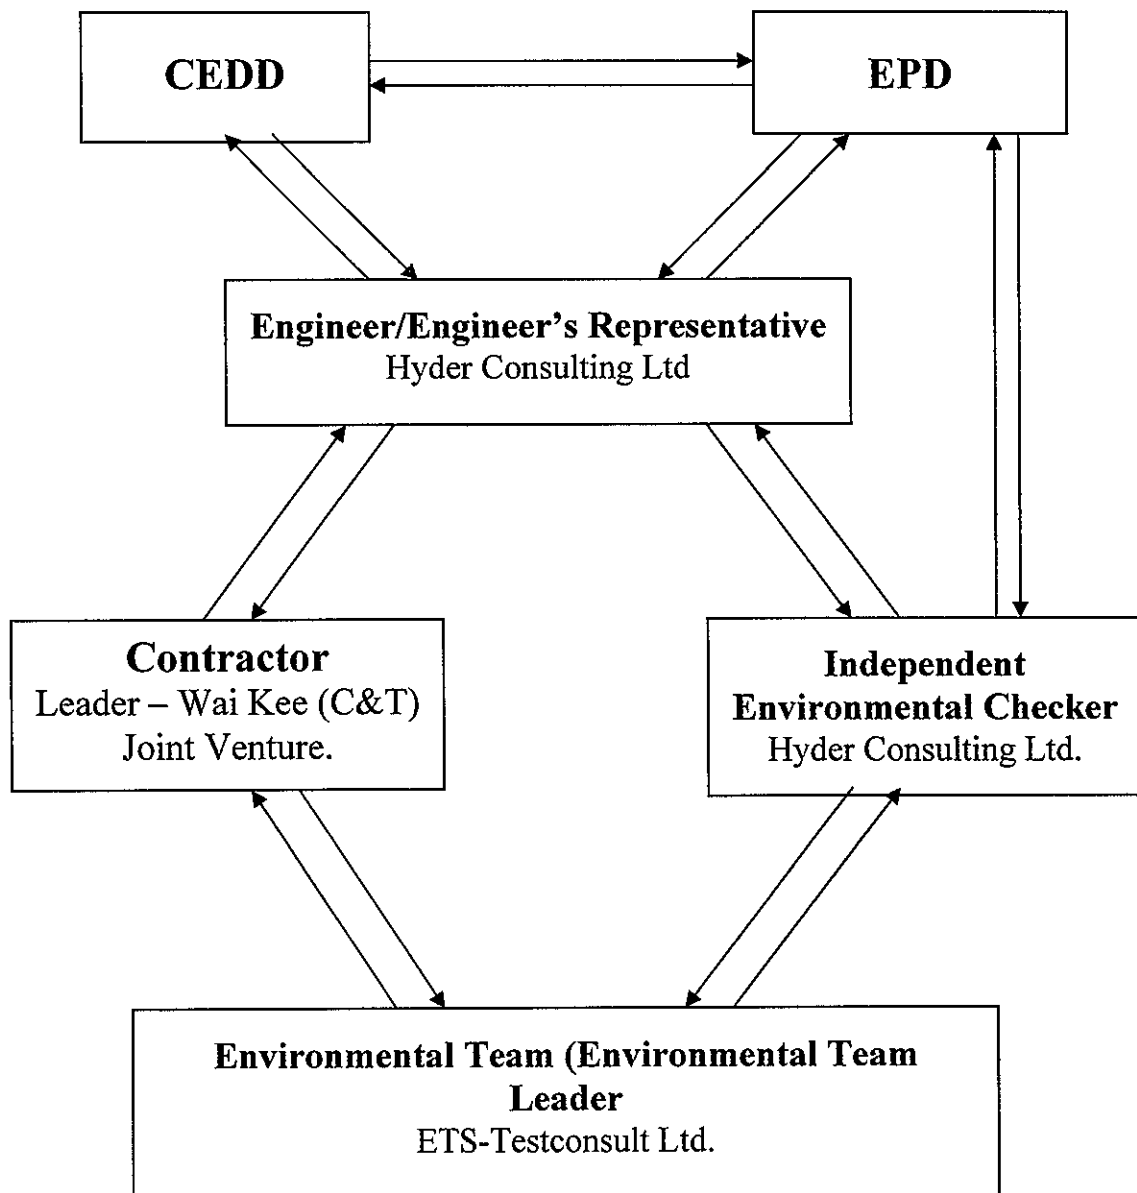 CEDD
EPD
Engineer/Engineer's Representative
Hyder Consulting Ltd
Contractor
Leader – Wai Kee (C&T)
Joint Venture.
Independent
Environmental Checker
Hyder Consulting Ltd.
Environmental Team (Environmental Team
Leader
ETS-Testconsult Ltd.